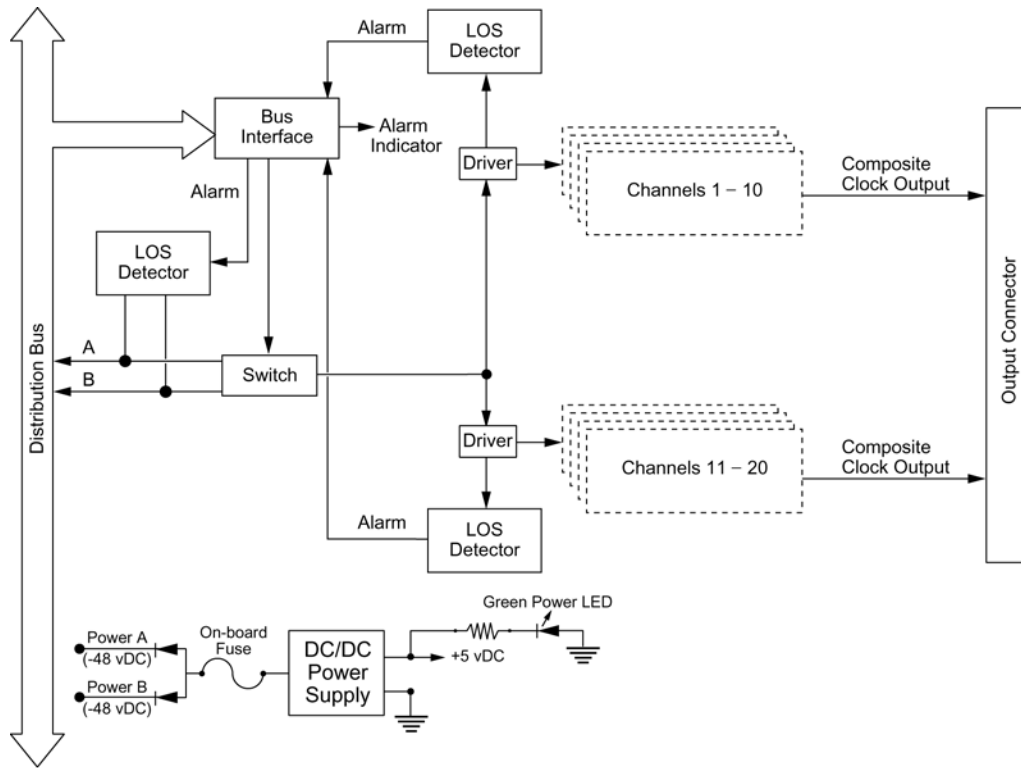 Alarm
LOS
Detector
Bus
Interface
Alarm
Indicator
Driver
Channels 1 – 10
Composite
Clock Output
Alarm
LOS
Detector
A
B
Switch
Distribution Bus
Output Connector
Driver
Channels 11 – 20
Composite
Clock Output
Alarm
LOS
Detector
Green Power LED
Power A
(-48 vDC)
On-board
Fuse
DC/DC
Power
Supply
+5 vDC
Power B
(-48 vDC)